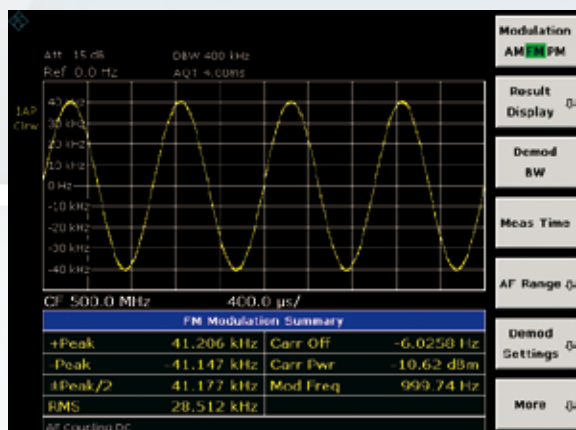 Modulation
AM FM PM
Att 15 dB DBW 400 kHz
Ref 0.0 Hz AQT 4.00ms
1AP
Clrw
40 kHz
30 kHz
20 kHz
10 kHz
0 Hz
-10 kHz
-20 kHz
-30 kHz
-40 kHz
CF 500.0 MHz 400.0 µs/
FM Modulation Summary
+Peak 41.206 kHz Carr Off -6.0258 Hz
-Peak -41.147 kHz Carr Pwr -10.62 dBm
±Peak/2 41.177 kHz Mod Freq 999.74 Hz
RMS 28.512 kHz
AF Coupling DC
Result
Display
Demod
BW
Meas Time
AF Range
Demod
Settings
More